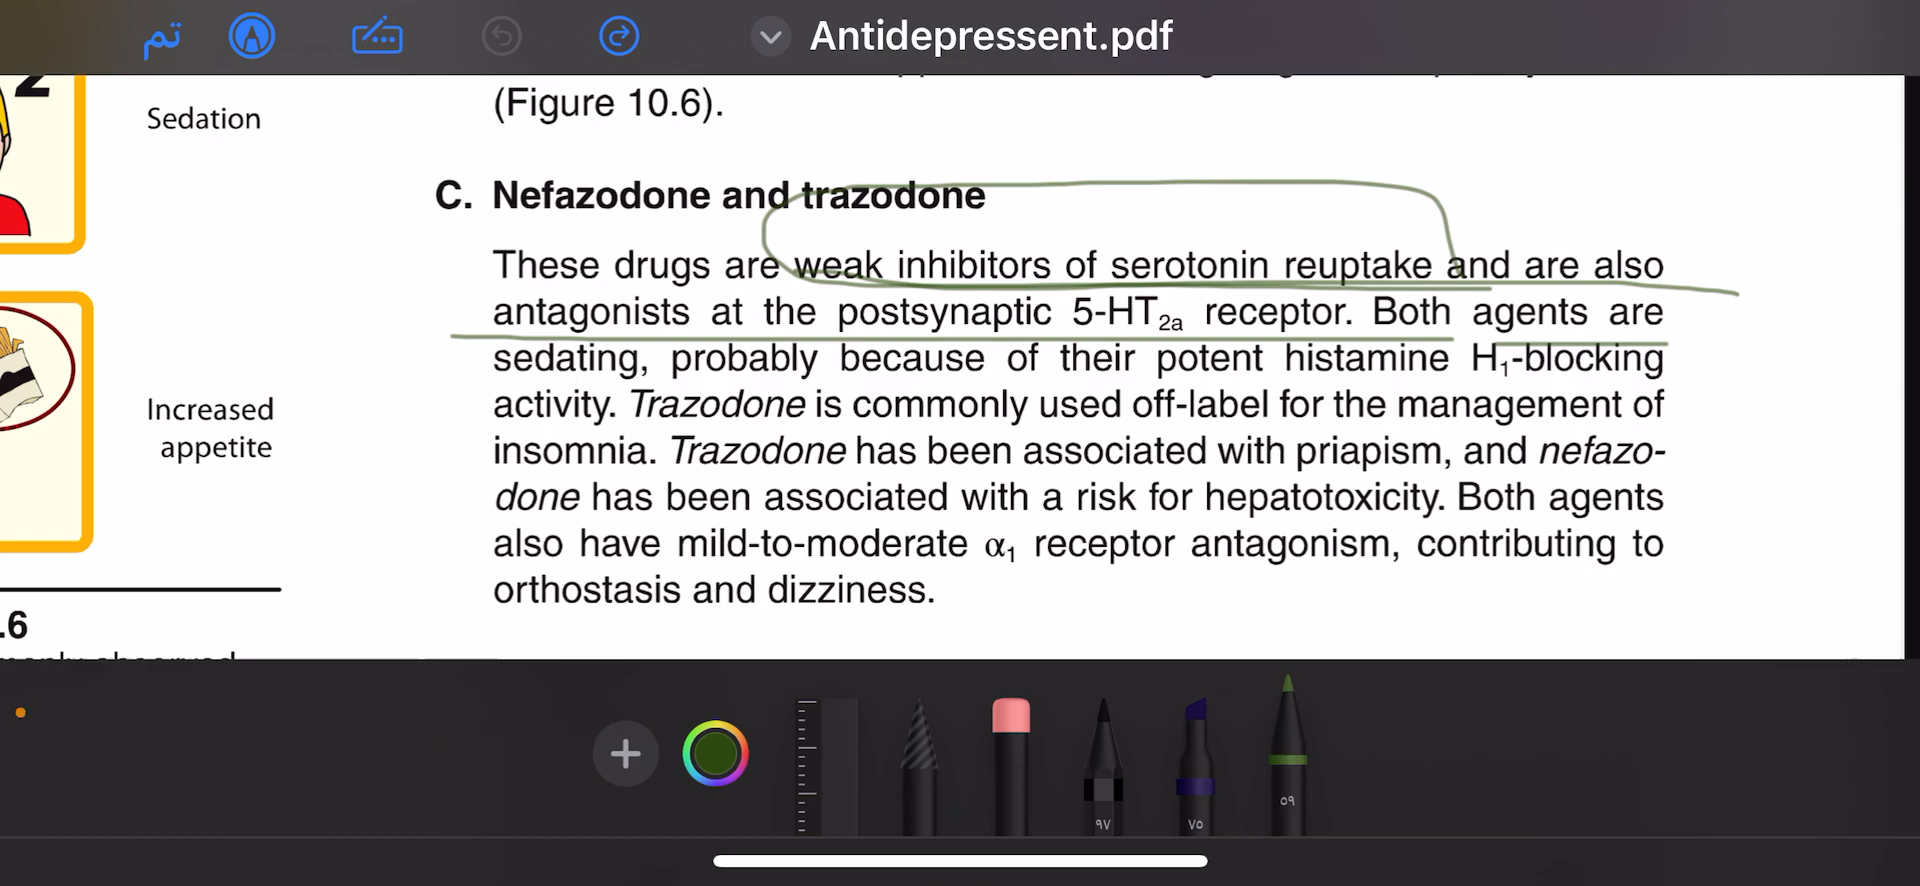 تم
Antidepressent.pdf
2
Sedation
(Figure 10.6).
C. Nefazodone and trazodone
These drugs are weak inhibitors of serotonin reuptake and are also
antagonists at the postsynaptic 5-HT2a receptor. Both agents are
sedating, probably because of their potent histamine H1-blocking
activity. Trazodone is commonly used off-label for the management of
insomnia. Trazodone has been associated with priapism, and nefazo-
done has been associated with a risk for hepatotoxicity. Both agents
also have mild-to-moderate α1 receptor antagonism, contributing to
orthostasis and dizziness.
Increased
appetite
.6
٩٧
٧٥
٥٩